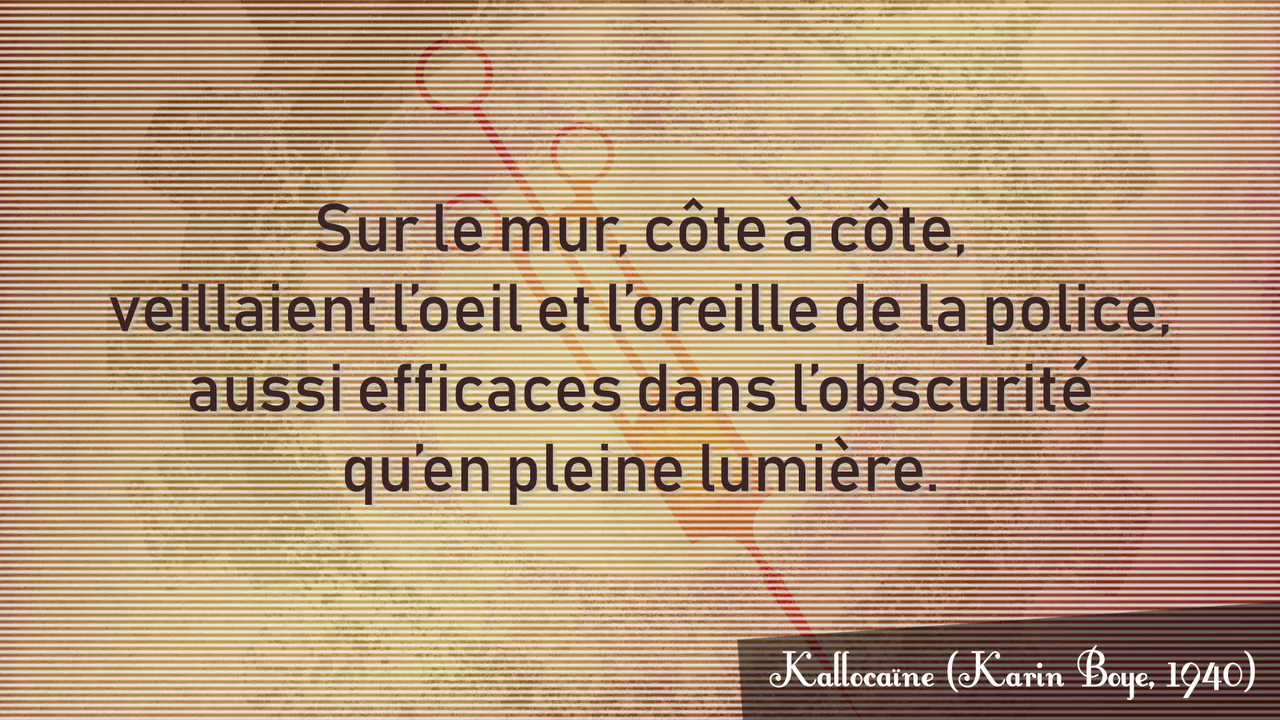 Sur le mur, côte à côte,
veillaient l’oeil et l’oreille de la police,
aussi efficaces dans l’obscurité
qu’en pleine lumière.
Kallocaïne (Karin Boye, 1940)